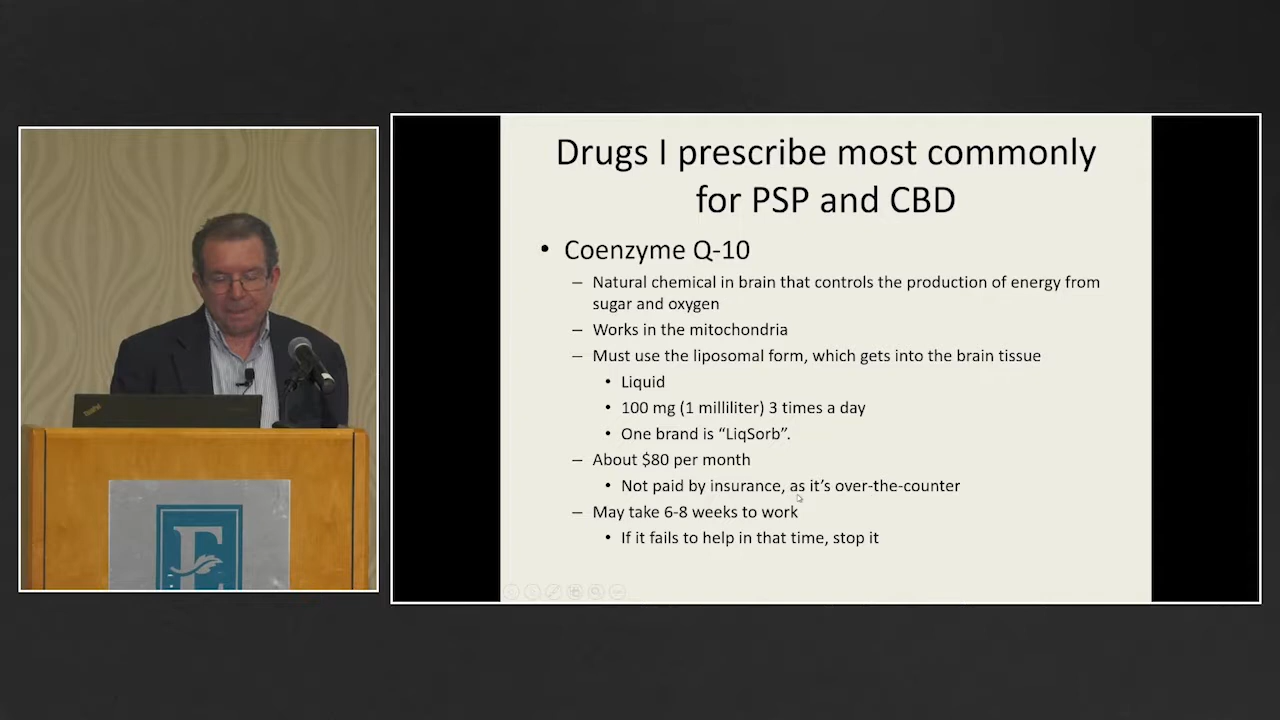 Drugs I prescribe most commonly
for PSP and CBD
• Coenzyme Q-10
– Natural chemical in brain that controls the production of energy from
sugar and oxygen
– Works in the mitochondria
– Must use the liposomal form, which gets into the brain tissue
• Liquid
• 100 mg (1 milliliter) 3 times a day
• One brand is “LiqSorb”.
– About $80 per month
• Not paid by insurance, as it’s over-the-counter
– May take 6-8 weeks to work
• If it fails to help in that time, stop it
ThinkPad
E